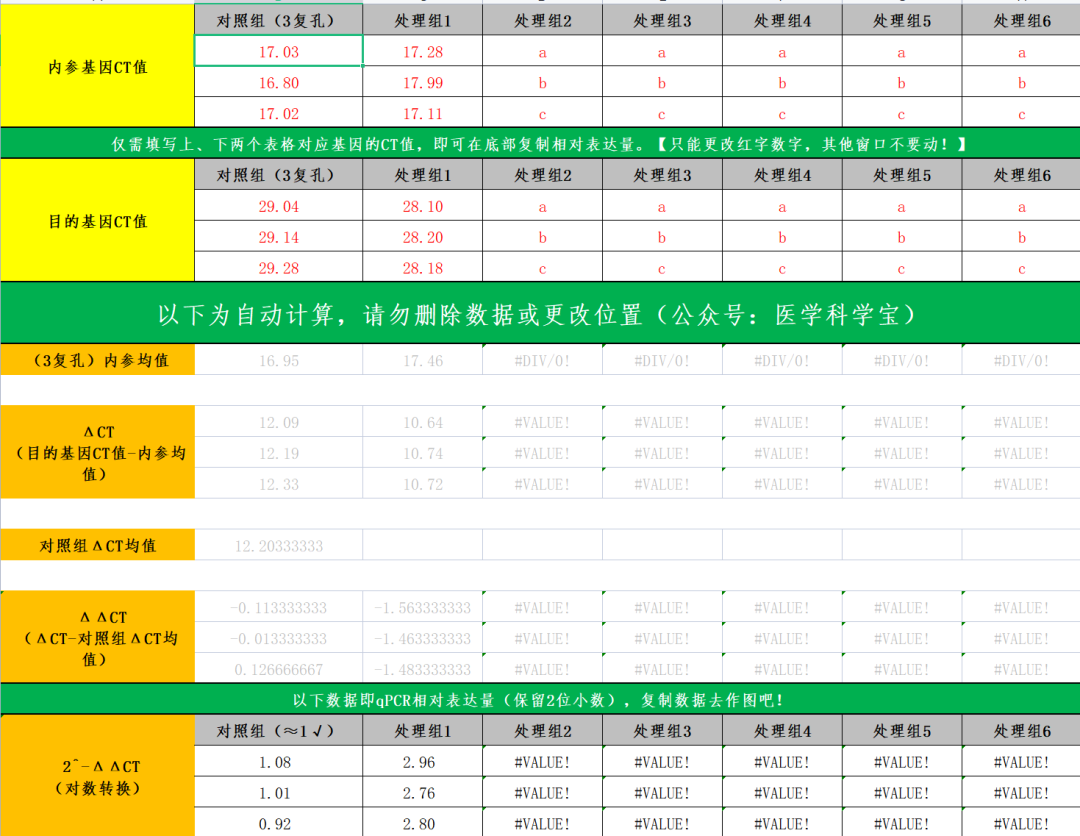 对照组（3复孔） 处理组1 处理组2 处理组3 处理组4 处理组5 处理组6
内参基因CT值
17.03 17.28 a a a a a
16.80 17.99 b b b b b
17.02 17.11 c c c c c
仅需填写上、下两个表格对应基因的CT值，即可在底部复制相对表达量。【只能更改红字数字，其他窗口不要动！】
对照组（3复孔） 处理组1 处理组2 处理组3 处理组4 处理组5 处理组6
目的基因CT值
29.04 28.10 a a a a a
29.14 28.20 b b b b b
29.28 28.18 c c c c c
以下为自动计算，请勿删除数据或更改位置（公众号：医学科学宝）
（3复孔）内参均值 16.95 17.46 #DIV/0! #DIV/0! #DIV/0! #DIV/0! #DIV/0!
ΔCT
（目的基因CT值-内参均
值）
12.09 10.64 #VALUE! #VALUE! #VALUE! #VALUE! #VALUE!
12.19 10.74 #VALUE! #VALUE! #VALUE! #VALUE! #VALUE!
12.33 10.72 #VALUE! #VALUE! #VALUE! #VALUE! #VALUE!
对照组ΔCT均值 12.20333333
ΔΔCT
（ΔCT-对照组ΔCT均
值）
-0.113333333 -1.563333333 #VALUE! #VALUE! #VALUE! #VALUE! #VALUE!
-0.013333333 -1.463333333 #VALUE! #VALUE! #VALUE! #VALUE! #VALUE!
0.126666667 -1.483333333 #VALUE! #VALUE! #VALUE! #VALUE! #VALUE!
以下数据即qPCR相对表达量（保留2位小数），复制数据去作图吧！
对照组（≈1√） 处理组1 处理组2 处理组3 处理组4 处理组5 处理组6
2^-ΔΔCT
（对数转换）
1.08 2.96 #VALUE! #VALUE! #VALUE! #VALUE! #VALUE!
1.01 2.76 #VALUE! #VALUE! #VALUE! #VALUE! #VALUE!
0.92 2.80 #VALUE! #VALUE! #VALUE! #VALUE! #VALUE!